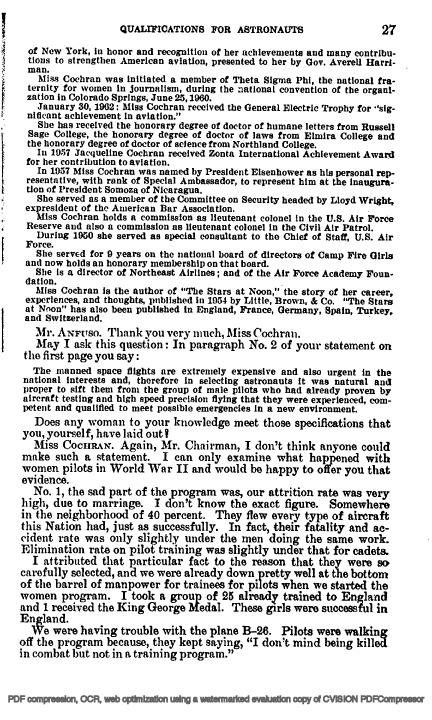 QUALIFICATIONS FOR ASTRONAUTS 27
of New York, in honor and recognition of her achievements and many contribu-
tions to strengthen American aviation, presented to her by Gov. Averell Harri-
man.
Miss Cochran was initiated a member of Theta Sigma Phi, the national fra-
ternity for women in journalism, during the national convention of the organi-
zation in Colorado Springs, June 25, 1960.
January 30, 1962: Miss Cochran received the General Electric Trophy for "sig-
nificant achievement in aviation."
She has received the honorary degree of doctor of humane letters from Russell
Sage College, the honorary degree of doctor of laws from Elmira College and
the honorary degree of doctor of science from Northland College.
In 1957 Jacqueline Cochran received Zonta International Achievement Award
for her contribution to aviation.
In 1957 Miss Cochran was named by President Eisenhower as his personal rep-
resentative, with rank of Special Ambassador, to represent him at the inaugura-
tion of President Somoza of Nicaragua.
She served as a member of the Committee on Security headed by Lloyd Wright,
expresident of the American Bar Association.
Miss Cochran holds a commission as lieutenant colonel in the U.S. Air Force
Reserve and also a commission as lieutenant colonel in the Civil Air Patrol.
During 1950 she served as special consultant to the Chief of Staff, U.S. Air
Force.
She served for 9 years on the national board of directors of Camp Fire Girls
and now holds an honorary membership on that board.
She is a director of Northeast Airlines; and of the Air Force Academy Foun-
dation.
Miss Cochran is the author of "The Stars at Noon," the story of her career,
experiences, and thoughts, published in 1954 by Little, Brown, & Co. "The Stars
at Noon" has also been published in England, France, Germany, Spain, Turkey,
and Switzerland.
Mr. ANFUSO. Thank you very much, Miss Cochran.
May I ask this question: In paragraph No. 2 of your statement on
the first page you say:
The manned space flights are extremely expensive and also urgent in the
national interests and, therefore in selecting astronauts it was natural and
proper to sift them from the group of male pilots who had already proven by
aircraft testing and high speed precision flying that they were experienced, com-
petent and qualified to meet possible emergencies in a new environment.
Does any woman to your knowledge meet those specifications that
you, yourself, have laid out?
Miss COCHRAN. Again, Mr. Chairman, I don't think anyone could
make such a statement. I can only examine what happened with
women pilots in World War II and would be happy to offer you that
evidence.
No. 1, the sad part of the program was, our attrition rate was very
high, due to marriage. I don't know the exact figure. Somewhere
in the neighborhood of 40 percent. They flew every type of aircraft
this Nation had, just as successfully. In fact, their fatality and ac-
cident rate was only slightly under the men doing the same work.
Elimination rate on pilot training was slightly under that for cadets.
I attributed that particular fact to the reason that they were so
carefully selected, and we were already down pretty well at the bottom
of the barrel of manpower for trainees for pilots when we started the
women program. I took a group of 25 already trained to England
and 1 received the King George Medal. These girls were successful in
England.
We were having trouble with the plane B-26. Pilots were walking
off the program because, they kept saying, "I don't mind being killed
in combat but not in a training program."
PDF compression, OCR, web optimization using a watermarked evaluation copy of CVISION PDFCompressor